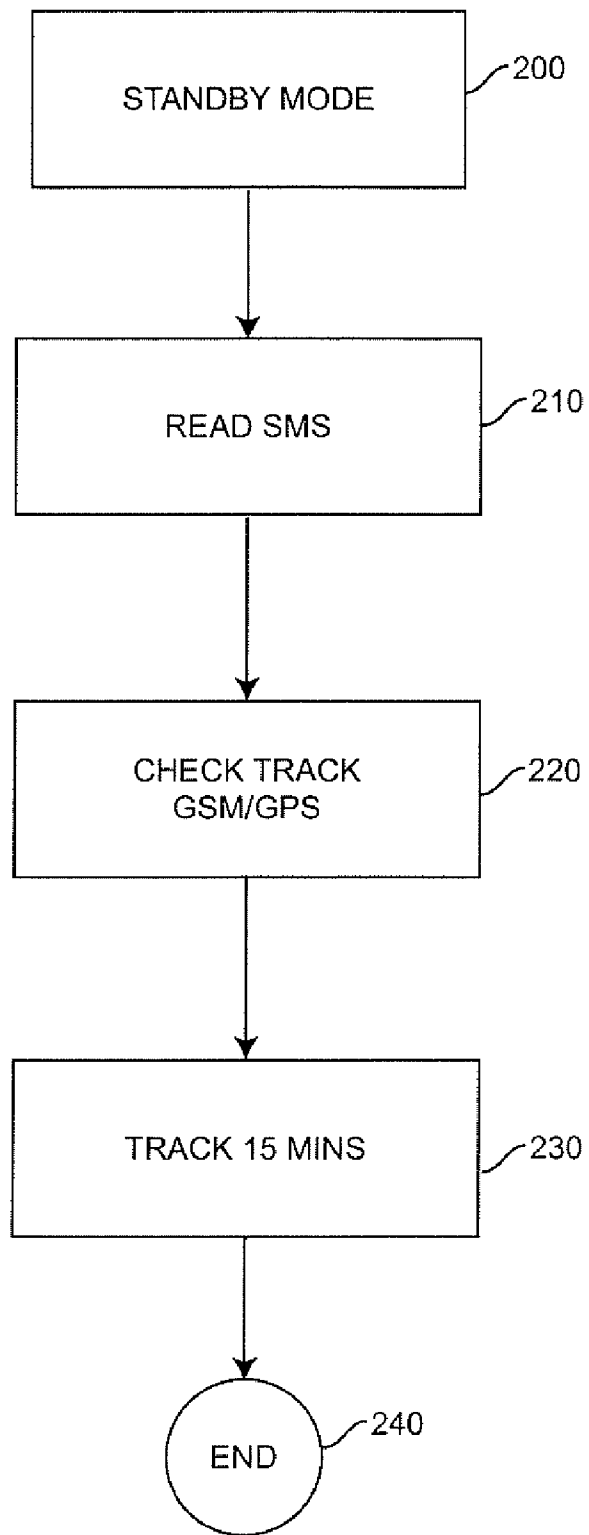 STANDBY MODE
200
READ SMS
210
CHECK TRACK
GSM/GPS
220
TRACK 15 MINS
230
END
240